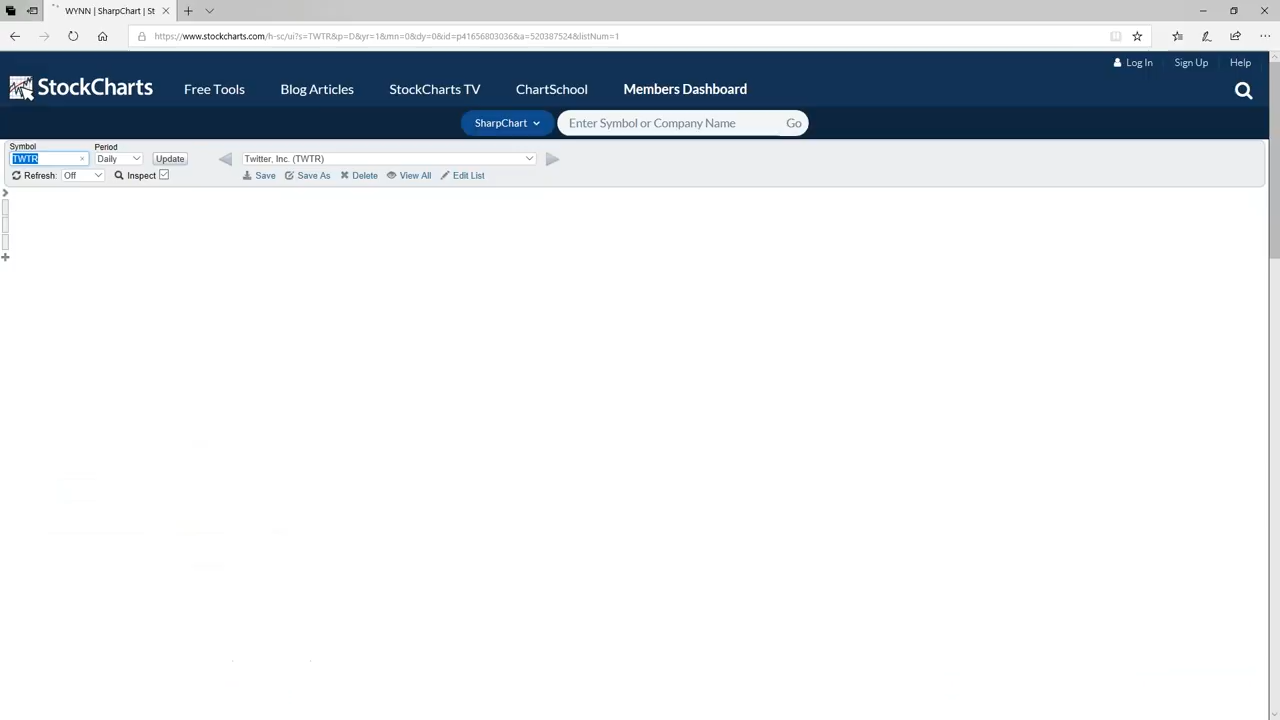 WYNN | SharpChart | St
https://www.stockcharts.com/h-sc/ui?s=TWTR&p=D&yr=1&mn=0&dy=0&id=p41656803036&a=520387524&listNum=1
Log In Sign Up Help
StockCharts Free Tools Blog Articles StockCharts TV ChartSchool Members Dashboard
SharpChart Enter Symbol or Company Name Go
Symbol Period
TWTR Daily Update Twitter, Inc. (TWTR)
Refresh: Off Inspect Save Save As Delete View All Edit List